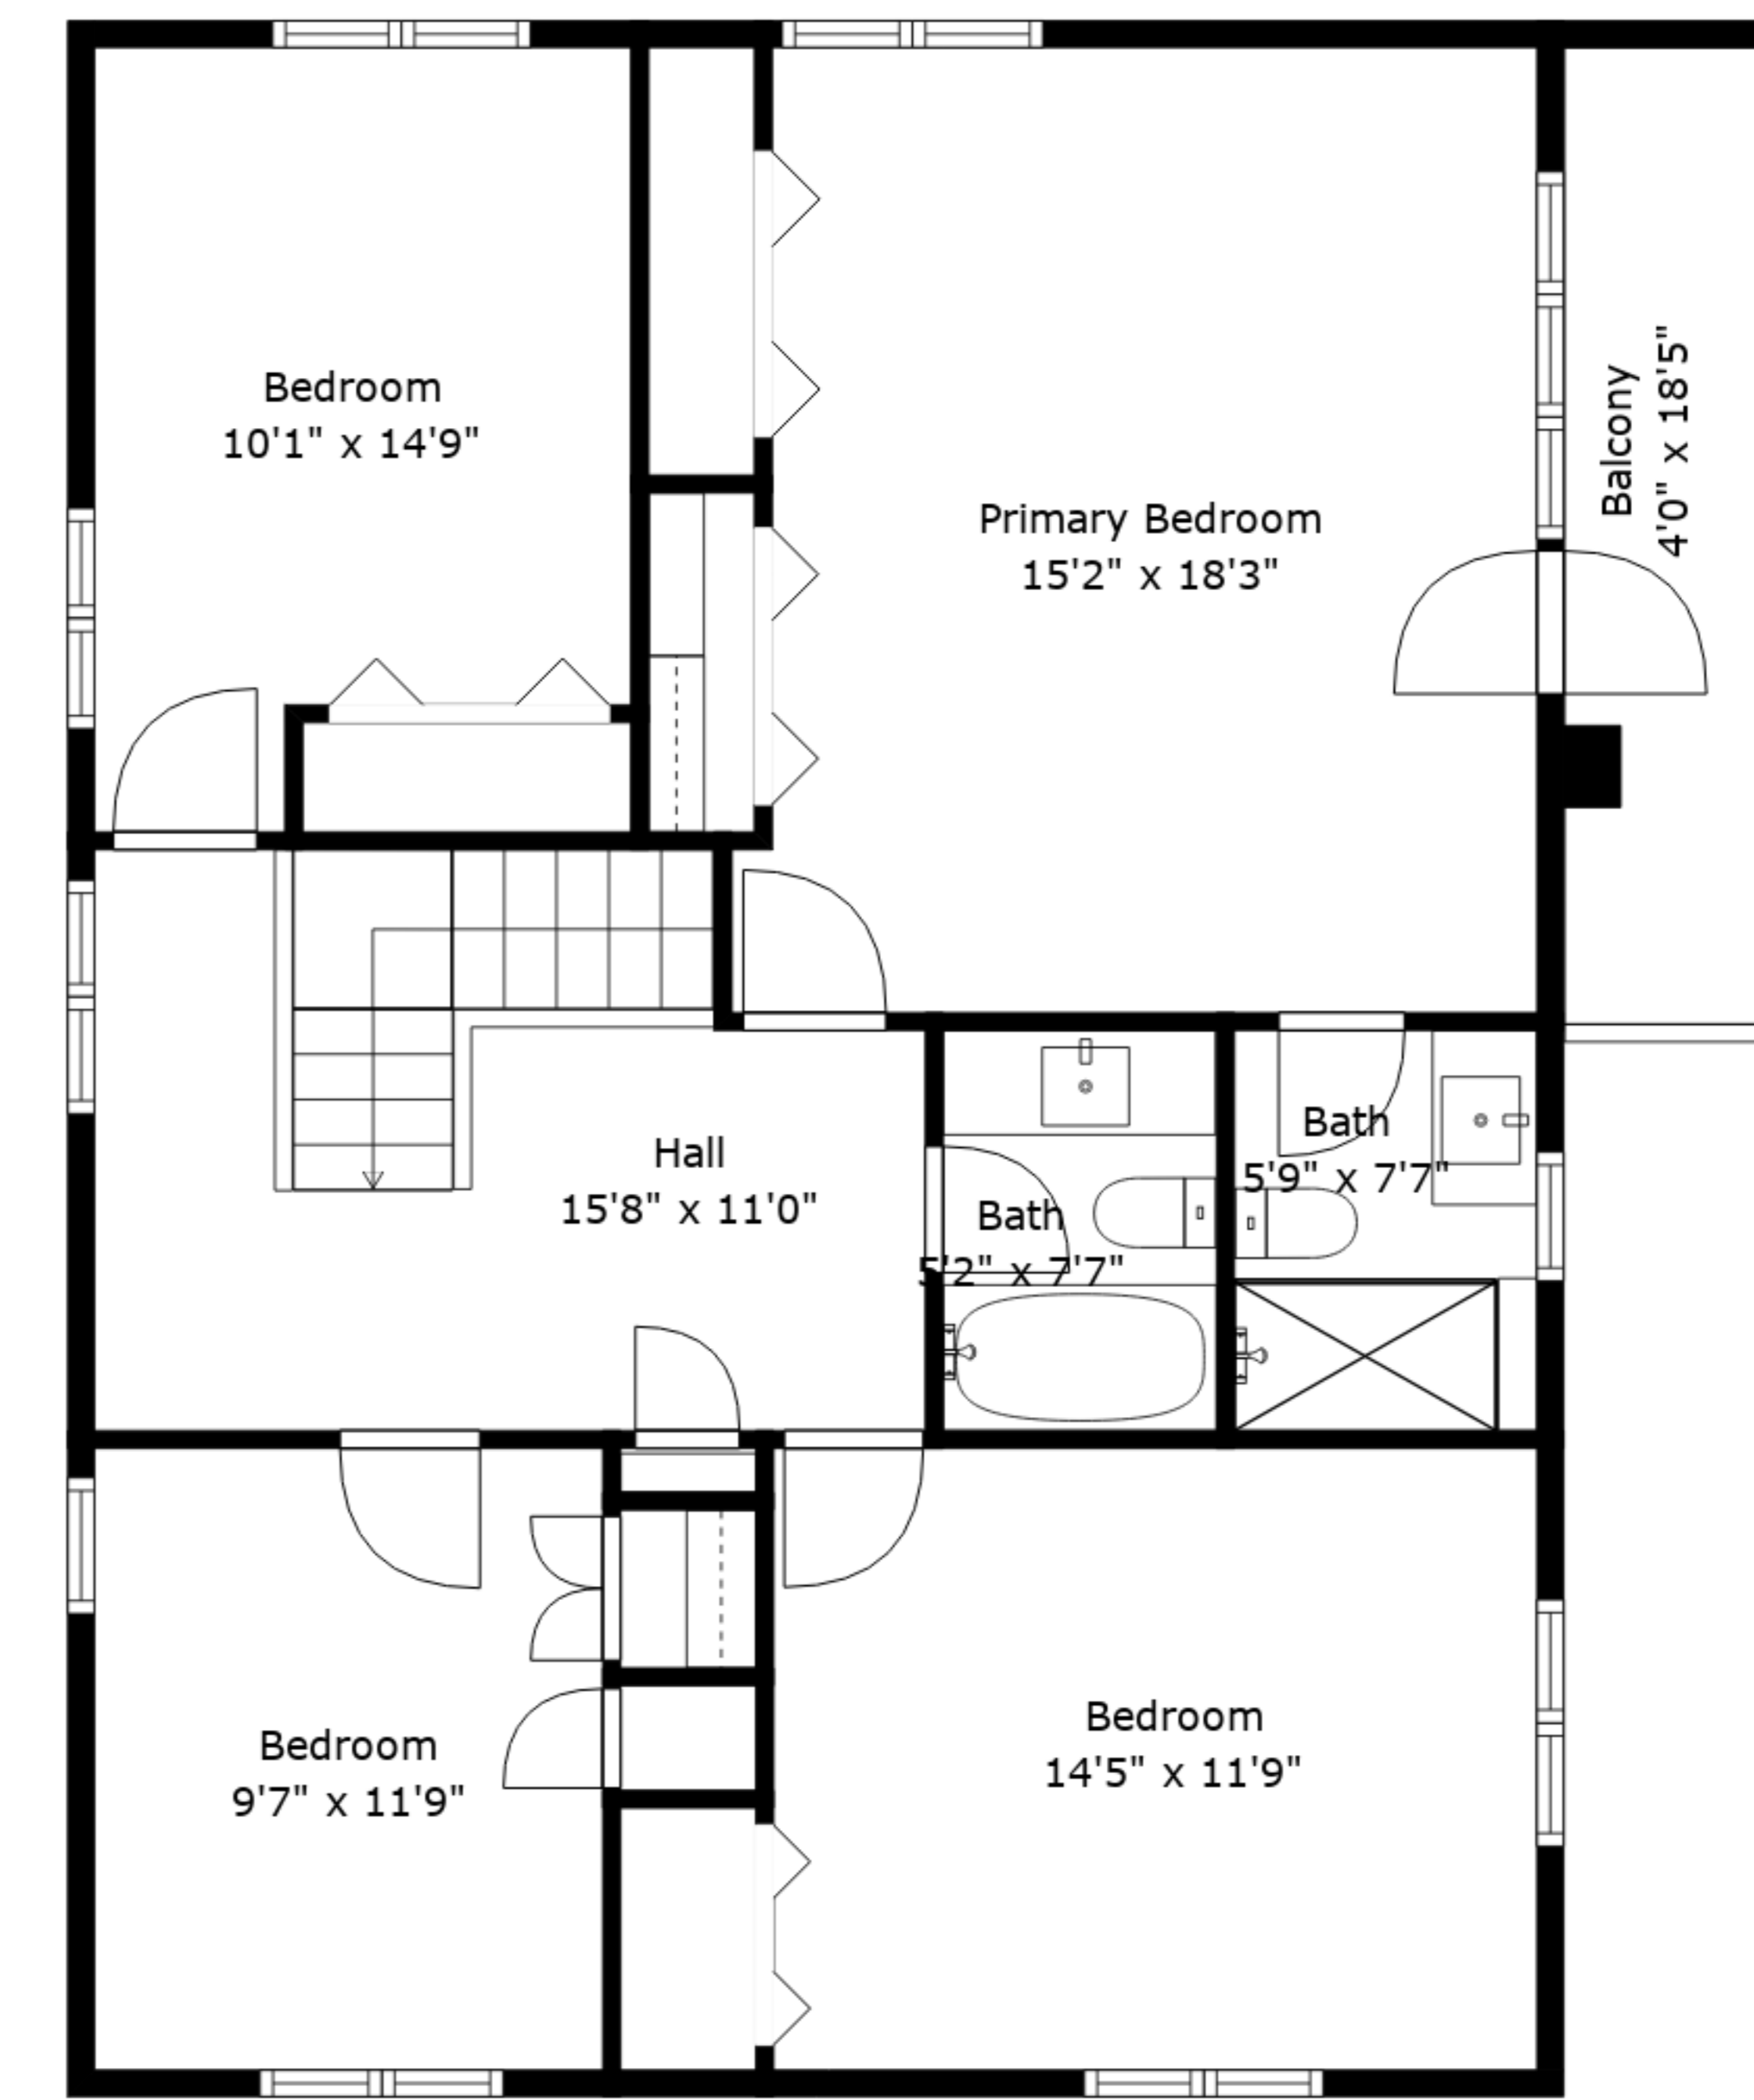 Bedroom
10'1" x 14'9"
Primary Bedroom
15'2" x 18'3"
Balcony
4'0" x 18'5"
Hall
15'8" x 11'0"
Bath
5'2" x 7'7"
Bath
5'9" x 7'7"
Bedroom
9'7" x 11'9"
Bedroom
14'5" x 11'9"